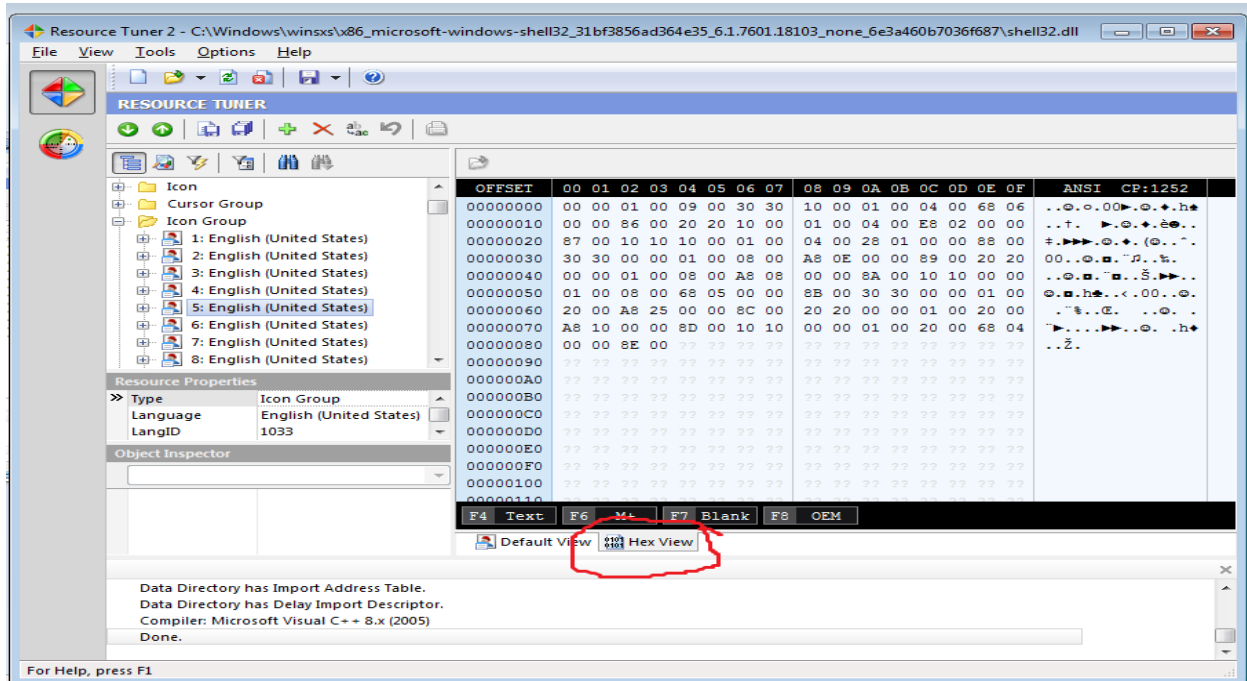 Resource Tuner 2 - C:\Windows\winsxs\x86_microsoft-windows-shell32_31bf3856ad364e35_6.1.7601.18103_none_6e3a460b7036f687\shell32.dll
File View Tools Options Help
RESOURCE TUNER
Icon
Cursor Group
Icon Group
1: English (United States)
2: English (United States)
3: English (United States)
4: English (United States)
5: English (United States)
6: English (United States)
7: English (United States)
8: English (United States)
Resource Properties
Type Icon Group
Language English (United States)
LangID 1033
Object Inspector
OFFSET 00 01 02 03 04 05 06 07 08 09 0A 0B 0C 0D 0E 0F ANSI CP:1252
00000000 00 00 01 00 09 00 30 30 10 00 01 00 04 00 68 06
00000010 00 00 86 00 20 20 10 00 01 00 04 00 E8 02 00 00
00000020 87 00 10 10 10 00 01 00 04 00 28 01 00 00 88 00
00000030 30 30 00 00 01 00 08 00 A8 0E 00 00 89 00 20 20
00000040 00 00 01 00 08 00 A8 08 00 00 8A 00 10 10 00 00
00000050 01 00 08 00 68 05 00 00 8B 00 30 30 00 00 01 00
00000060 20 00 A8 25 00 00 8C 00 20 20 00 00 01 00 20 00
00000070 A8 10 00 00 8D 00 10 10 00 00 01 00 20 00 68 04
00000080 00 00 8E 00 ?? ?? ?? ?? ?? ?? ?? ?? ?? ?? ?? ??
00000090 ?? ?? ?? ?? ?? ?? ?? ?? ?? ?? ?? ?? ?? ?? ?? ??
000000A0 ?? ?? ?? ?? ?? ?? ?? ?? ?? ?? ?? ?? ?? ?? ?? ??
000000B0 ?? ?? ?? ?? ?? ?? ?? ?? ?? ?? ?? ?? ?? ?? ?? ??
000000C0 ?? ?? ?? ?? ?? ?? ?? ?? ?? ?? ?? ?? ?? ?? ?? ??
000000D0 ?? ?? ?? ?? ?? ?? ?? ?? ?? ?? ?? ?? ?? ?? ?? ??
000000E0 ?? ?? ?? ?? ?? ?? ?? ?? ?? ?? ?? ?? ?? ?? ?? ??
000000F0 ?? ?? ?? ?? ?? ?? ?? ?? ?? ?? ?? ?? ?? ?? ?? ??
00000100 ?? ?? ?? ?? ?? ?? ?? ?? ?? ?? ?? ?? ?? ?? ?? ??
00000110
F4 Text F6 M+ F7 Blank F8 OEM
Default View Hex View
Data Directory has Import Address Table.
Data Directory has Delay Import Descriptor.
Compiler: Microsoft Visual C++ 8.x (2005)
Done.
For Help, press F1